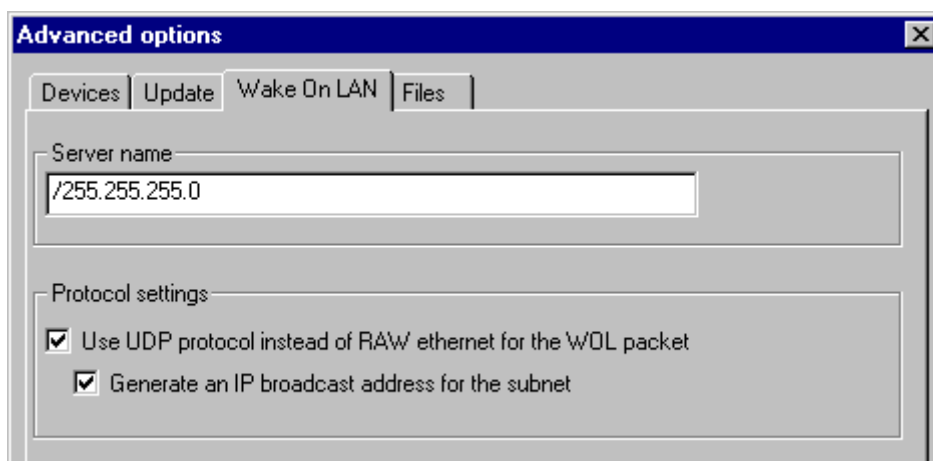 Advanced options
Devices Update Wake On LAN Files
Server name
/255.255.255.0
Protocol settings
Use UDP protocol instead of RAW ethernet for the WOL packet
Generate an IP broadcast address for the subnet